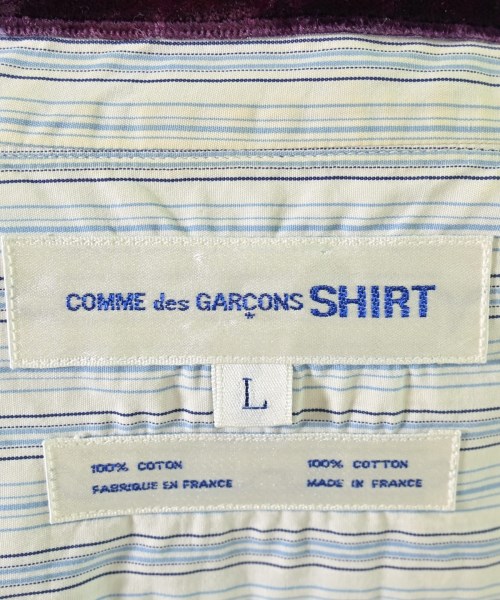 COMME des GARÇONS SHIRT
*
L
100% COTON 100% COTTON
FABRIQUE EN FRANCE MADE IN FRANCE